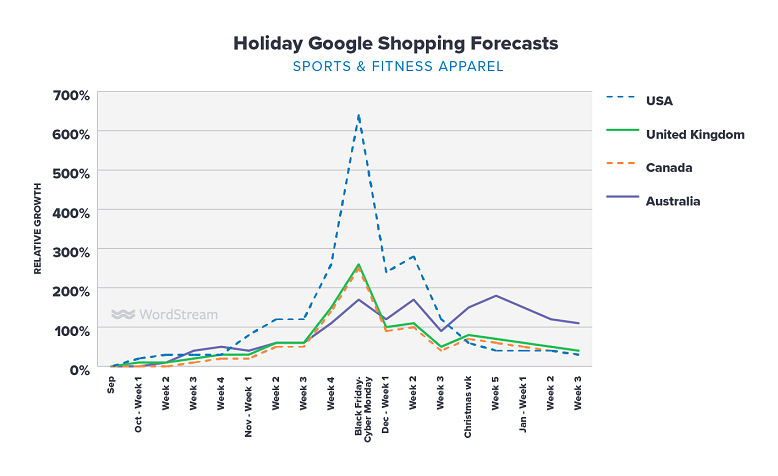 Holiday Google Shopping Forecasts
SPORTS & FITNESS APPAREL
RELATIVE GROWTH
700%
600%
500%
400%
300%
200%
100%
0%
WordStream
Sep
Oct - Week 1
Week 2
Week 3
Week 4
Nov - Week 1
Week 2
Week 3
Week 4
Black Friday-
Cyber Monday
Dec - Week 1
Week 2
Week 3
Christmas wk
Week 5
Jan - Week 1
Week 2
Week 3
USA
United Kingdom
Canada
Australia